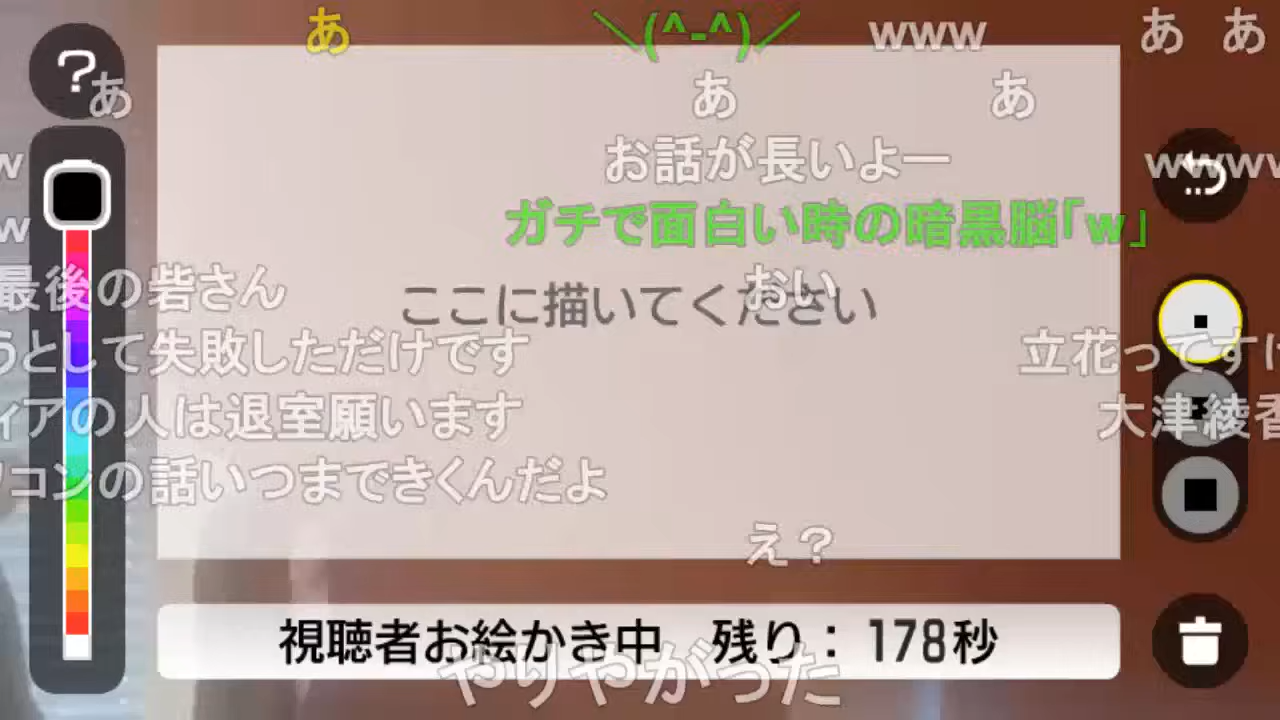 あ
＼(^-^)／
www
あ
あ
?
あ
あ
あ
お話が長いよー
w
wwww
ガチで面白い時の暗黒脳「w」
w
最後の砦さん
おい
ここに描いてください
うとして失敗しただけです
立花ってすけ
ィアの人は退室願います
大津綾香
ソコンの話いつまできくんだよ
え？
視聴者お絵かき中 残り：178秒
やりやがった